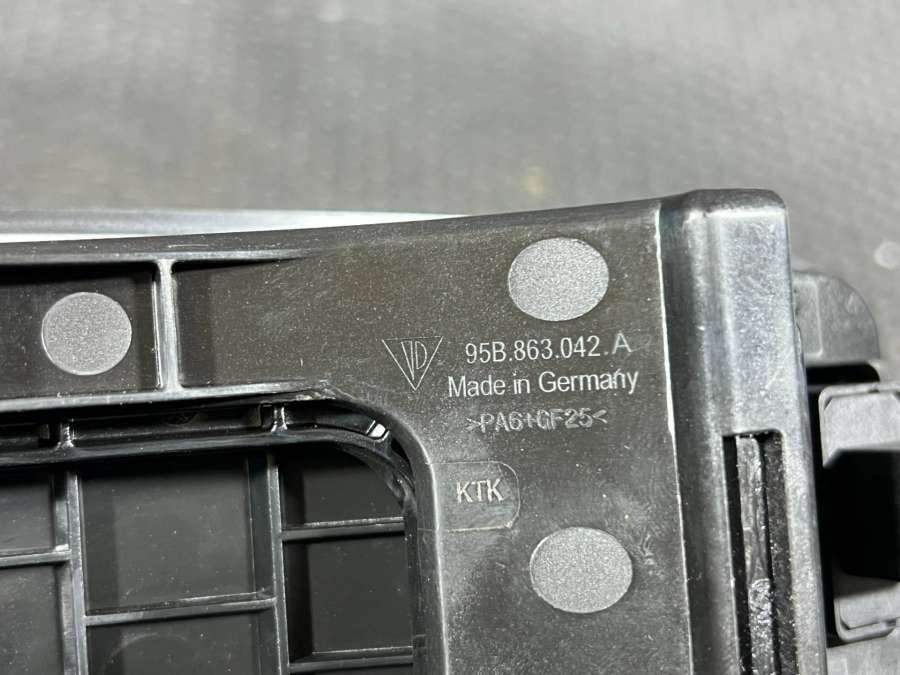 95B.863.042.A
Made in Germany
>PA6+GF25<
KTK